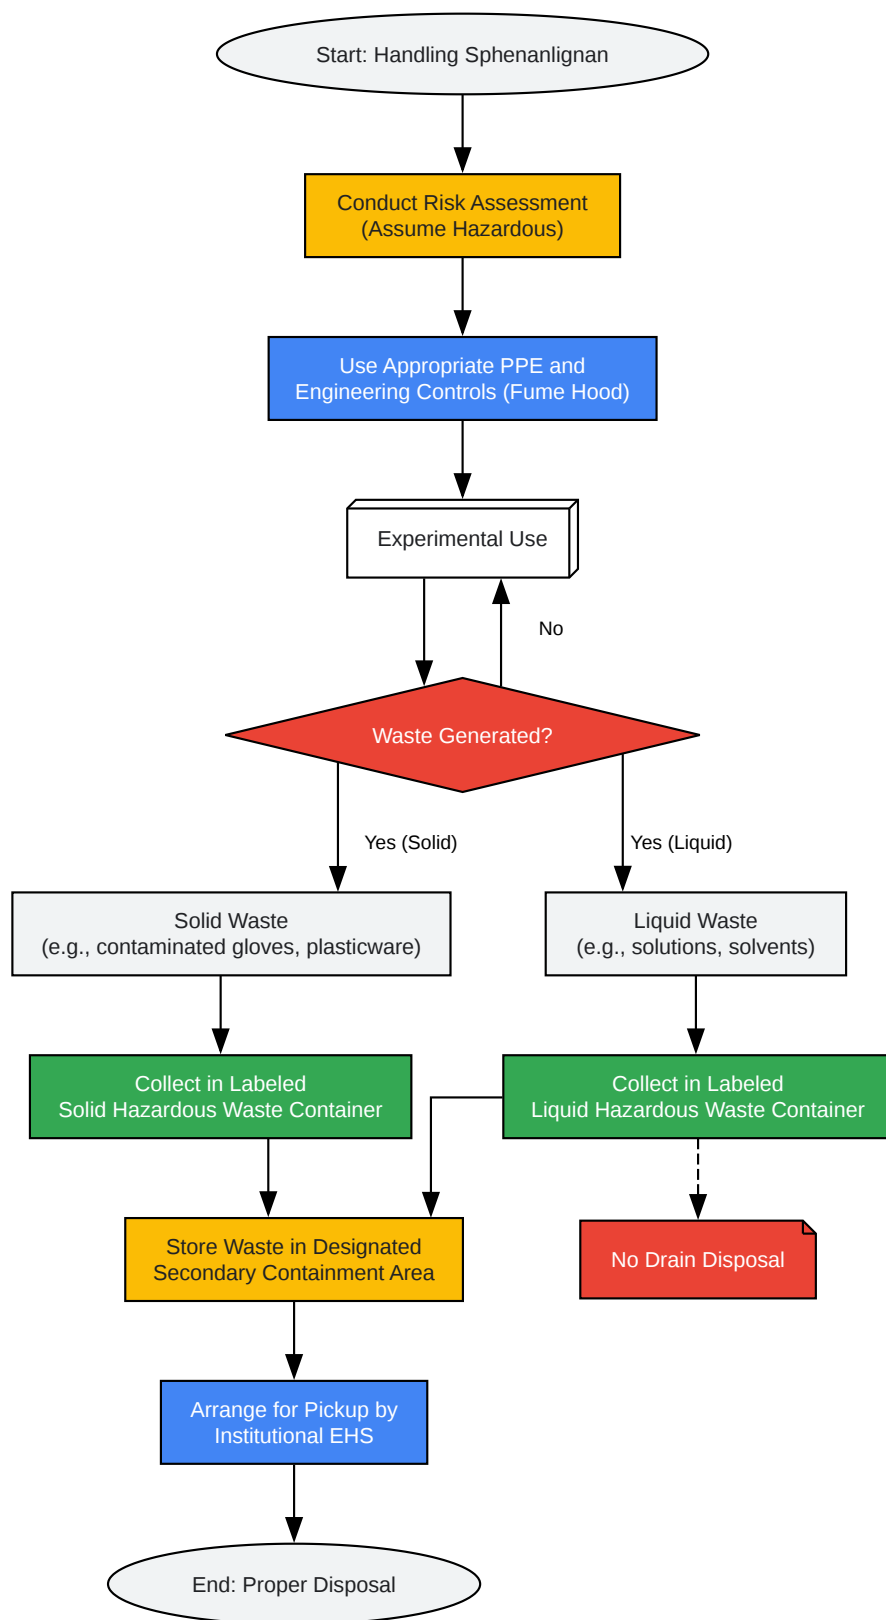 Start: Handling Sphenanlignan
Conduct Risk Assessment
(Assume Hazardous)
Use Appropriate PPE and
Engineering Controls (Fume Hood)
Experimental Use
No
Waste Generated?
Yes (Solid)
Yes (Liquid)
Solid Waste
(e.g., contaminated gloves, plasticware)
Liquid Waste
(e.g., solutions, solvents)
Collect in Labeled
Solid Hazardous Waste Container
Collect in Labeled
Liquid Hazardous Waste Container
Store Waste in Designated
Secondary Containment Area
No Drain Disposal
Arrange for Pickup by
Institutional EHS
End: Proper Disposal